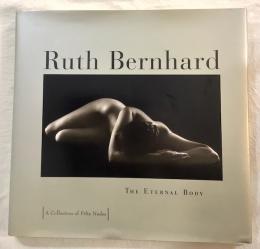 Ruth Bernhard
THE ETERNAL BODY
A Collection of Fifty Nudes